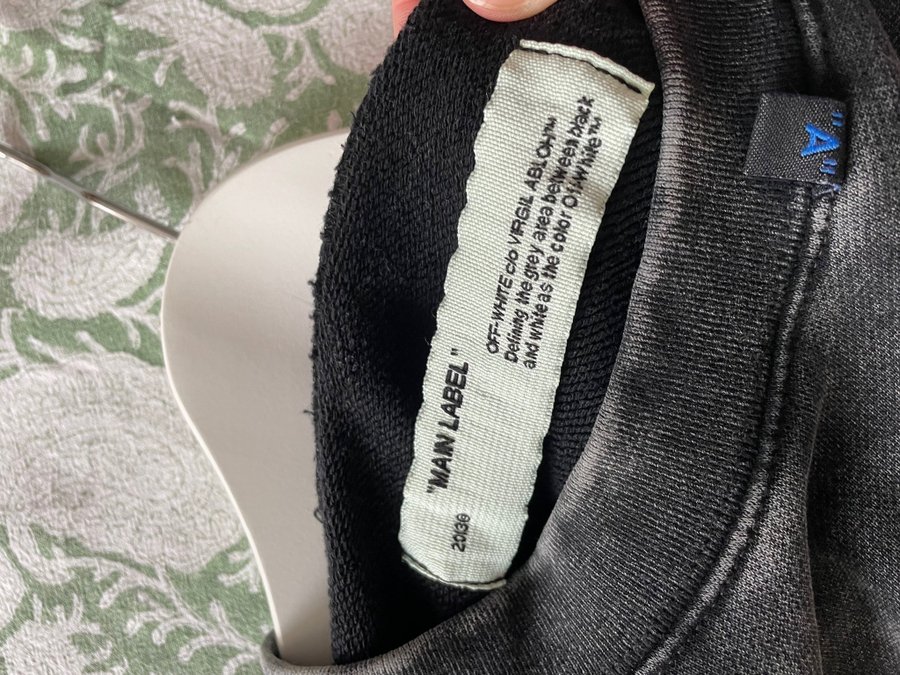 "MAIN LABEL"
OFF-WHITE c/o VIRGIL ABLOH™
Defining the grey area between black
and white as the color Off-White™
"A"